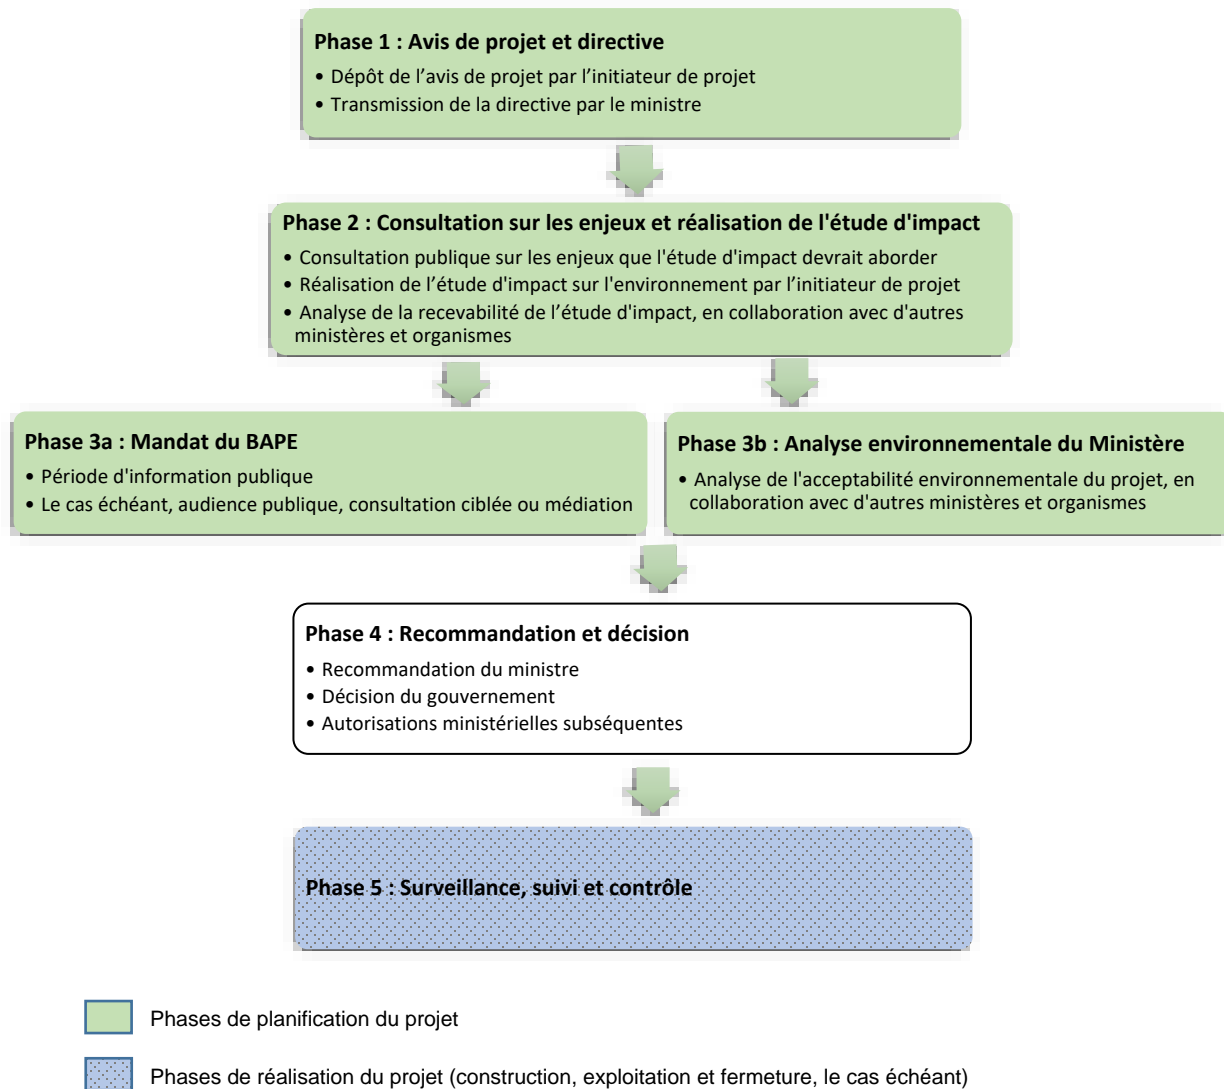 Phase 1 : Avis de projet et directive
• Dépôt de l’avis de projet par l’initiateur de projet
• Transmission de la directive par le ministre
Phase 2 : Consultation sur les enjeux et réalisation de l'étude d'impact
• Consultation publique sur les enjeux que l'étude d'impact devrait aborder
• Réalisation de l’étude d'impact sur l'environnement par l’initiateur de projet
• Analyse de la recevabilité de l’étude d'impact, en collaboration avec d'autres
ministères et organismes
Phase 3a : Mandat du BAPE
• Période d'information publique
• Le cas échéant, audience publique, consultation ciblée ou médiation
Phase 3b : Analyse environnementale du Ministère
• Analyse de l'acceptabilité environnementale du projet, en
collaboration avec d'autres ministères et organismes
Phase 4 : Recommandation et décision
• Recommandation du ministre
• Décision du gouvernement
• Autorisations ministérielles subséquentes
Phase 5 : Surveillance, suivi et contrôle
Phases de planification du projet
Phases de réalisation du projet (construction, exploitation et fermeture, le cas échéant)